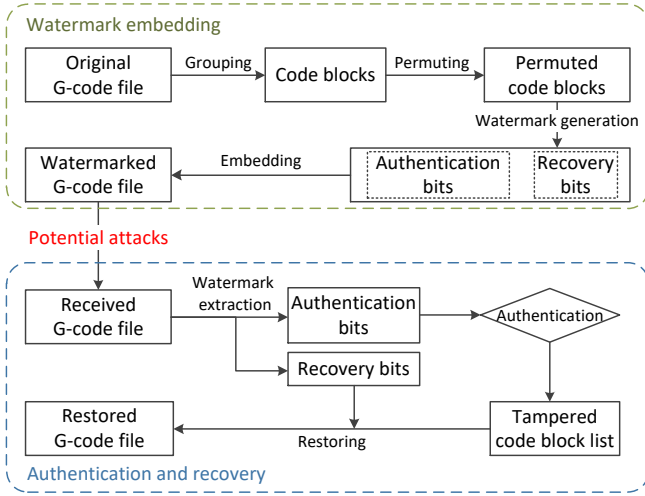 Watermark embedding
Original
G-code file
Grouping
Code blocks
Permuting
Permuted
code blocks
Watermark generation
Watermarked
G-code file
Embedding
Authentication
bits
Recovery
bits
Potential attacks
Received
G-code file
Watermark
extraction
Authentication
bits
Authentication
Recovery bits
Restored
G-code file
Restoring
Tampered
code block list
Authentication and recovery